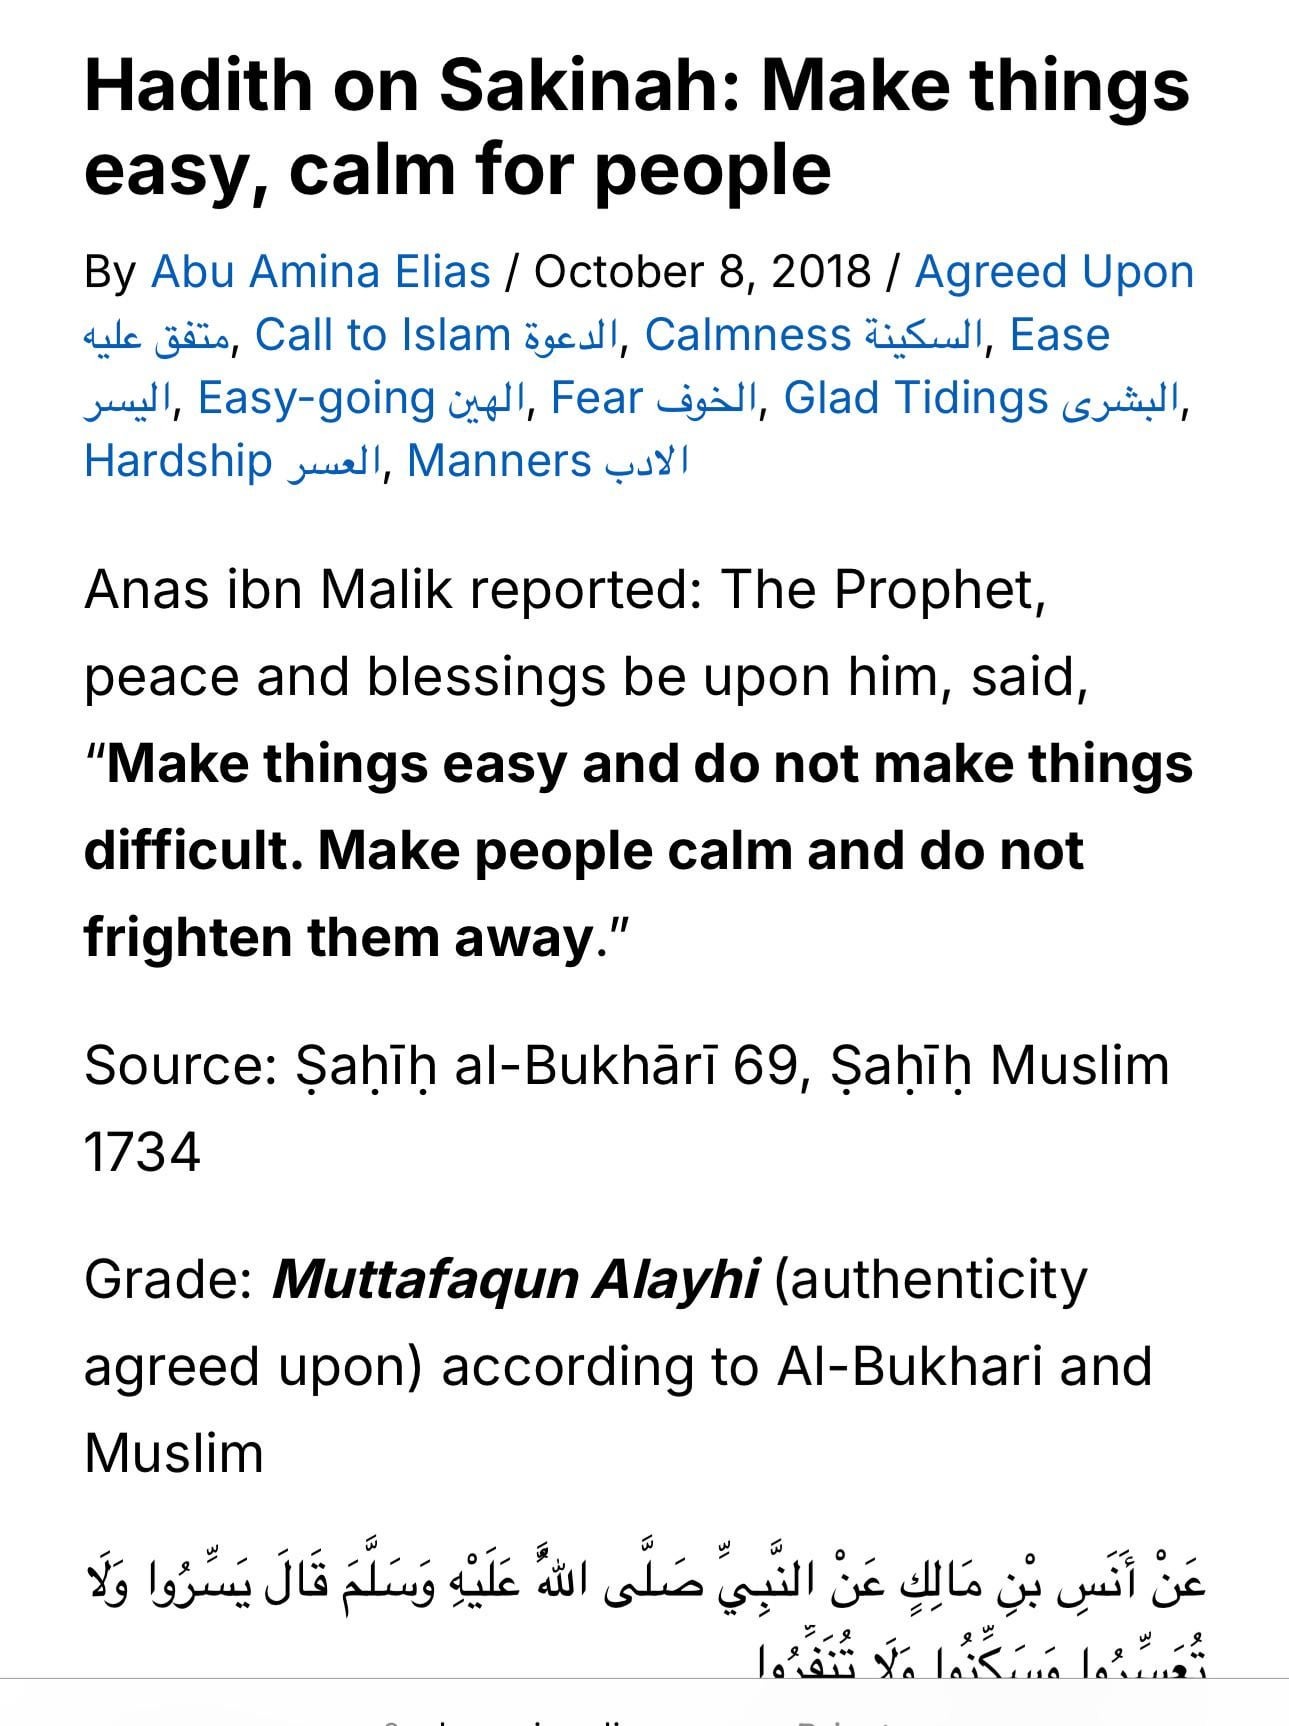 Hadith on Sakinah: Make things
easy, calm for people
By Abu Amina Elias / October 8, 2018 / Agreed Upon
متفق عليه, Call to Islam الدعوة, Calmness السكينة, Ease
اليسر, Easy-going الهين, Fear الخوف, Glad Tidings البشرى,
Hardship العسر, Manners الادب
Anas ibn Malik reported: The Prophet,
peace and blessings be upon him, said,
“Make things easy and do not make things
difficult. Make people calm and do not
frighten them away.”
Source: Ṣaḥīḥ al-Bukhārī 69, Ṣaḥīḥ Muslim
1734
Grade: Muttafaqun Alayhi (authenticity
agreed upon) according to Al-Bukhari and
Muslim
عَنْ أَنَسِ بْنِ مَالِكٍ عَنْ النَّبِيِّ صَلَّى اللهُ عَلَيْهِ وَسَلَّمَ قَالَ يَسِّرُوا وَلَا
تُعَسِّرُوا وَسَكِّنُوا وَلَا تُنَفِّرُوا